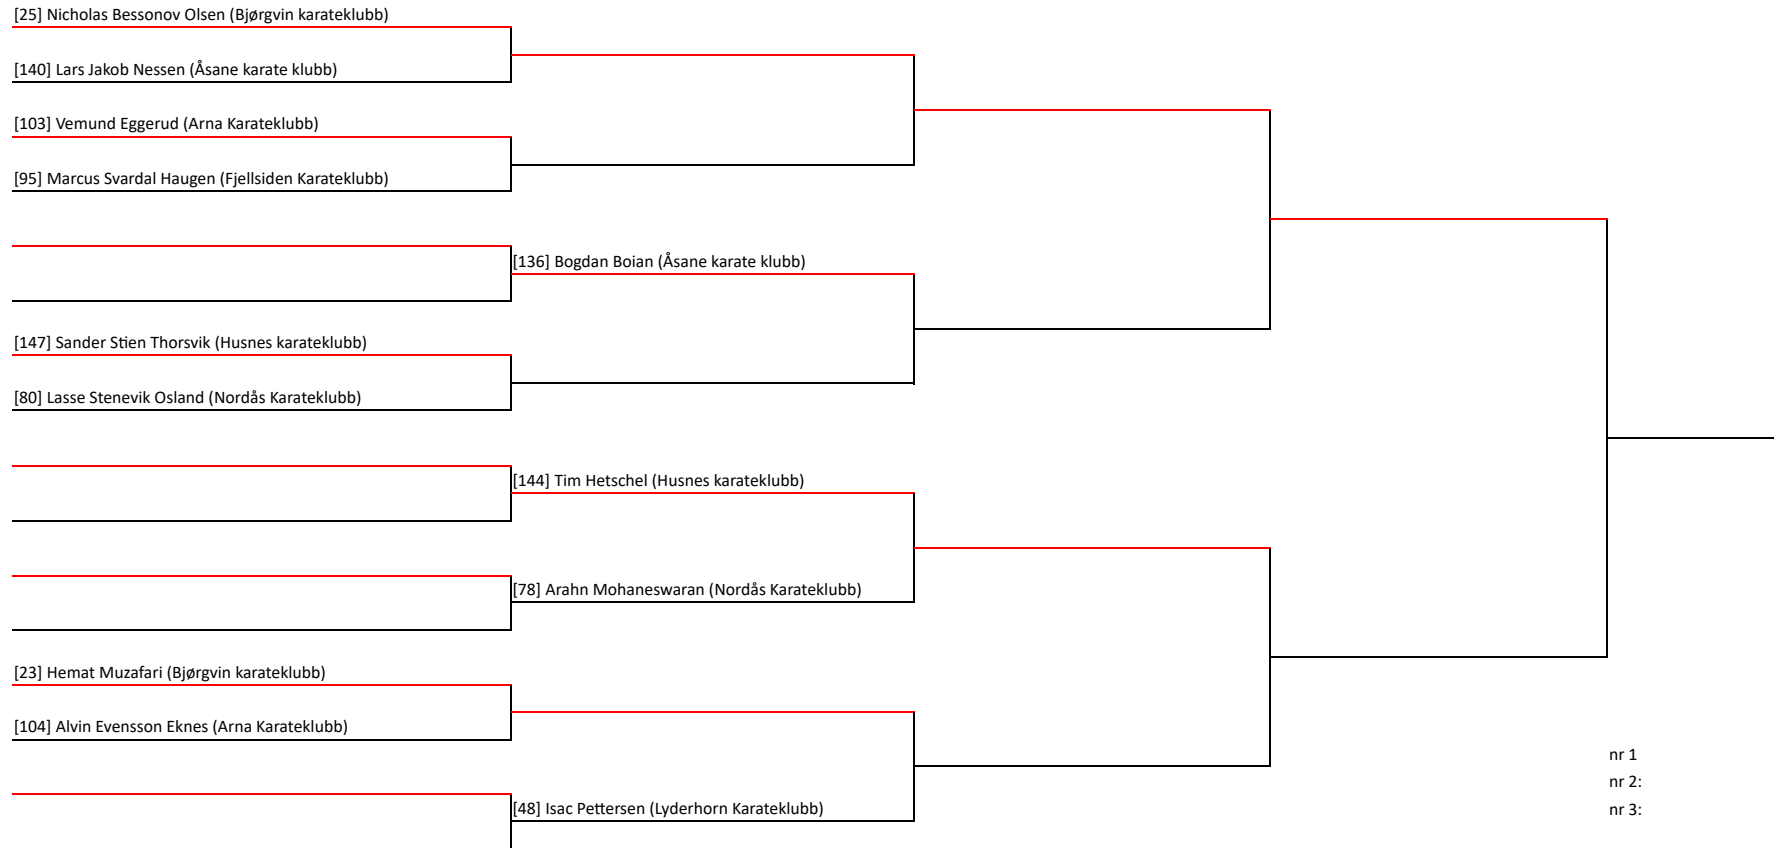 [25] Nicholas Bessonov Olsen (Bjørgvin karateklubb)
[140] Lars Jakob Nessen (Åsane karate klubb)
[103] Vemund Eggerud (Arna Karateklubb)
[95] Marcus Svardal Haugen (Fjellsiden Karateklubb)
[136] Bogdan Boian (Åsane karate klubb)
[147] Sander Stien Thorsvik (Husnes karateklubb)
[80] Lasse Stenevik Osland (Nordås Karateklubb)
[144] Tim Hetschel (Husnes karateklubb)
[78] Arahn Mohaneswaran (Nordås Karateklubb)
[23] Hemat Muzafari (Bjørgvin karateklubb)
[104] Alvin Evensson Eknes (Arna Karateklubb)
[48] Isac Pettersen (Lyderhorn Karateklubb)
nr 1
nr 2:
nr 3: